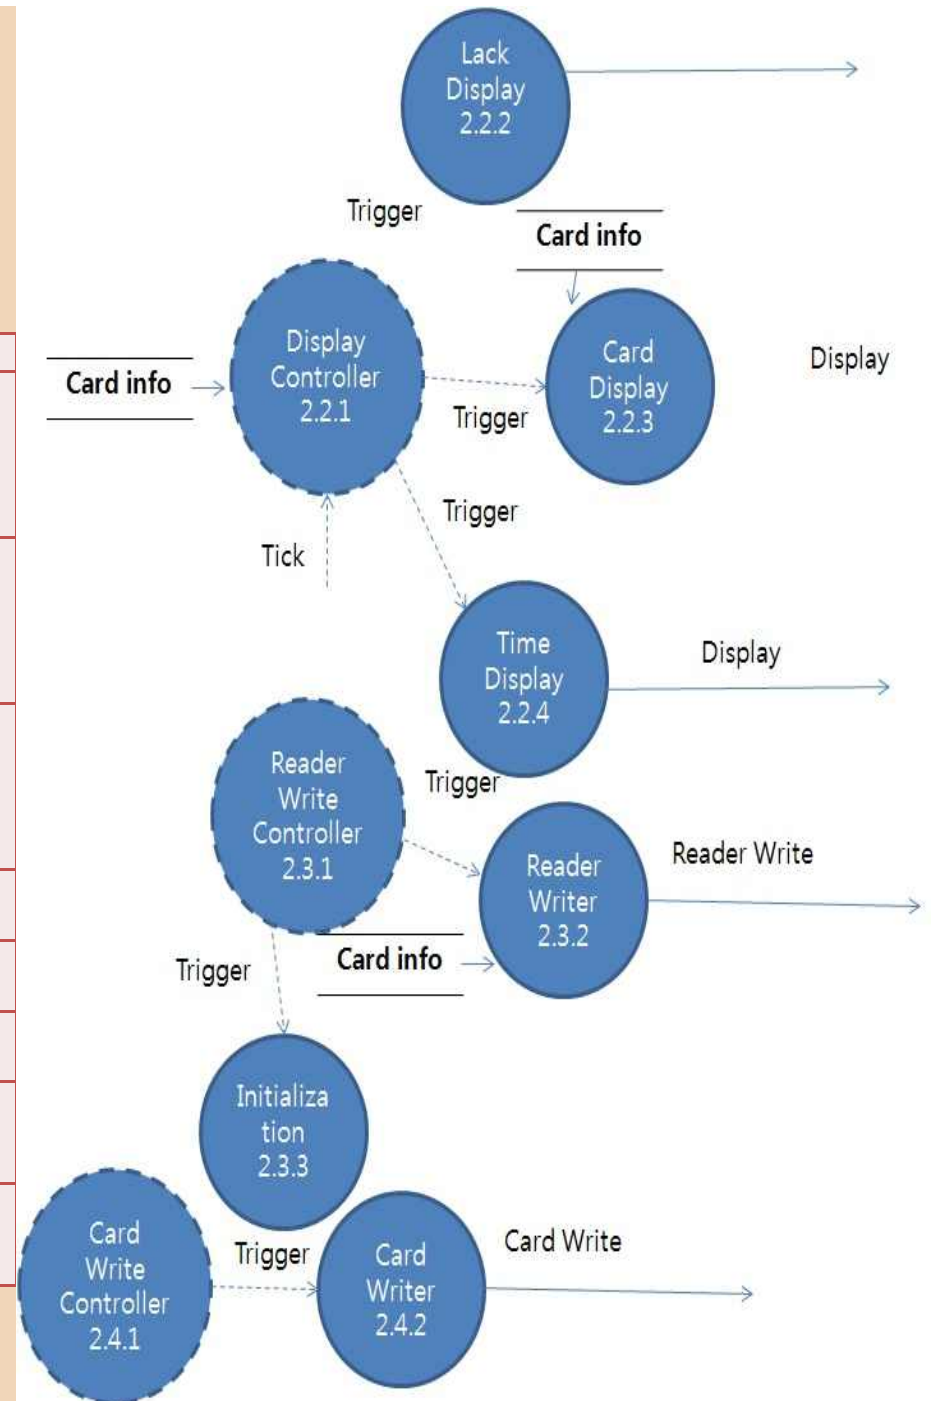 Lack
Display
2.2.2
Trigger
Card info
Display
Controller
2.2.1
Card info
Trigger
Card
Display
2.2.3
Display
Trigger
Tick
Time
Display
2.2.4
Display
Reader
Write
Controller
2.3.1
Trigger
Reader
Writer
2.3.2
Reader Write
Trigger
Card info
Initializa
tion
2.3.3
Card
Write
Controller
2.4.1
Trigger
Card
Writer
2.4.2
Card Write